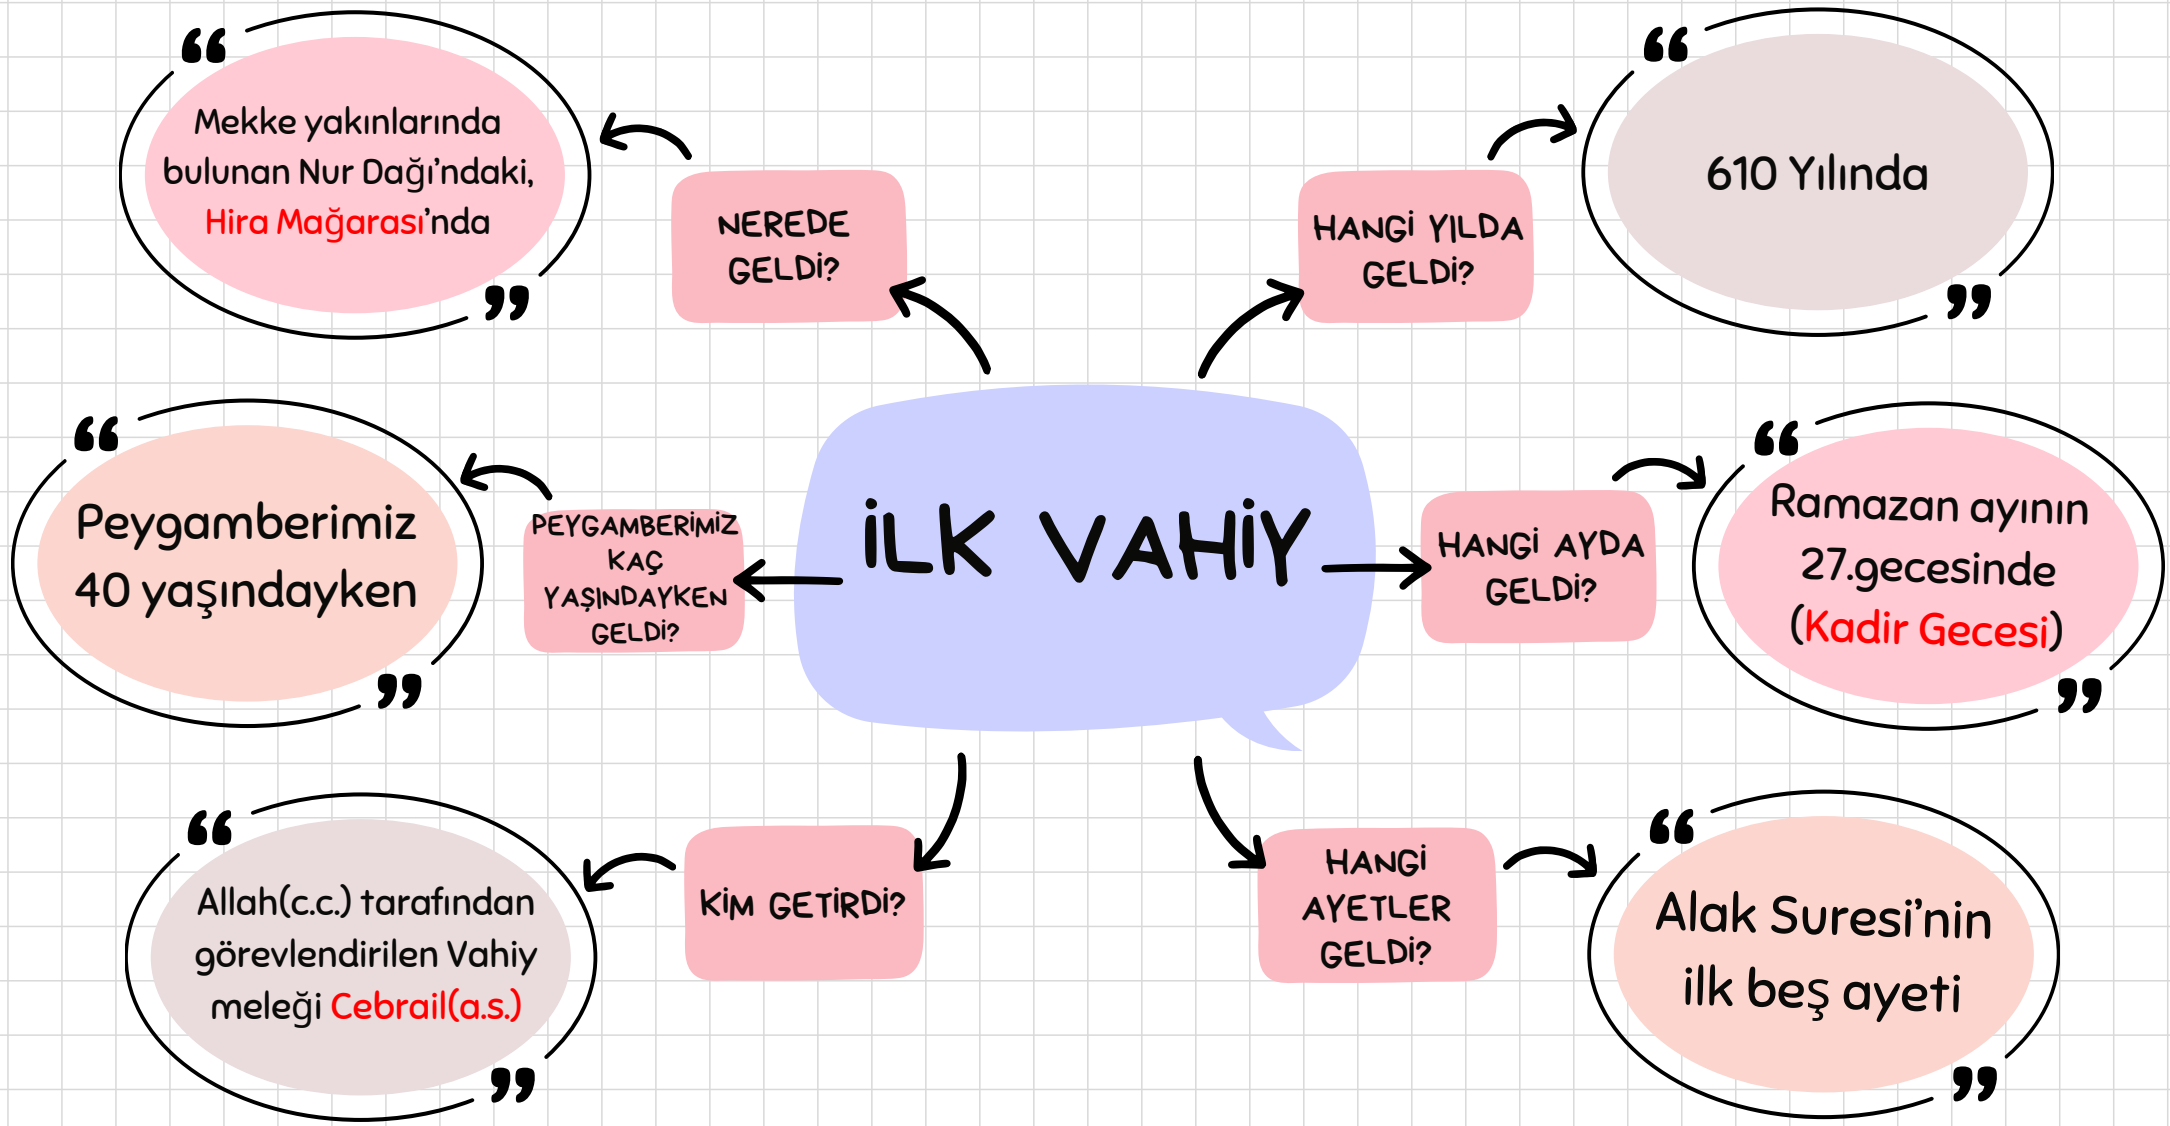 Mekke yakınlarında
bulunan Nur Dağı'ndaki,
Hira Mağarası'nda
NEREDE
GELDİ?
HANGİ YILDA
GELDİ?
610 Yılında
Peygamberimiz
40 yaşındayken
PEYGAMBERİMİZ
KAÇ
YAŞINDAYKEN
GELDİ?
İLK VAHİY
HANGİ AYDA
GELDİ?
Ramazan ayının
27.gecesinde
(Kadir Gecesi)
Allah(c.c.) tarafından
görevlendirilen Vahiy
meleği Cebrail(a.s.)
KİM GETİRDİ?
HANGİ
AYETLER
GELDİ?
Alak Suresi'nin
ilk beş ayeti